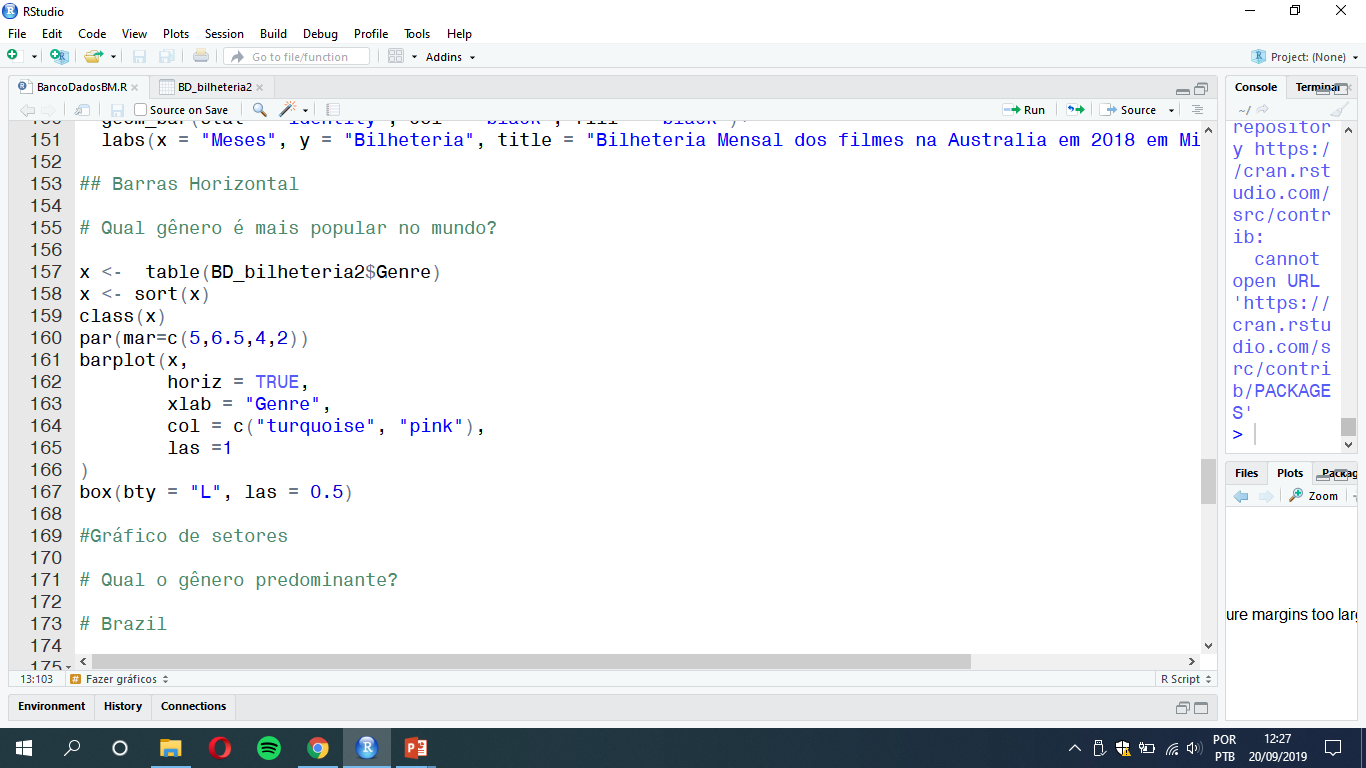 RStudio
File Edit Code View Plots Session Build Debug Profile Tools Help
Go to file/function Addins Project: (None)
BancoDadosBM.R BD_bilheteria2
Source on Save Run Source
151 labs(x = "Meses", y = "Bilheteria", title = "Bilheteria Mensal dos filmes na Australia em 2018 em Mi
152
153 ## Barras Horizontal
154
155 # Qual gênero é mais popular no mundo?
156
157 x <-  table(BD_bilheteria2$Genre)
158 x <- sort(x)
159 class(x)
160 par(mar=c(5,6.5,4,2))
161 barplot(x,
162 horiz = TRUE,
163 xlab = "Genre",
164 col = c("turquoise", "pink"),
165 las =1
166 )
167 box(bty = "L", las = 0.5)
168
169 #Gráfico de setores
170
171 # Qual o gênero predominante?
172
173 # Brazil
174
175
13:103 # Fazer gráficos R Script
Environment History Connections
Console Terminal
~/
repositor
y https:/
/cran.rst
udio.com/
src/contr
ib:
cannot
open URL
'https://
cran.rstu
dio.com/s
rc/contri
b/PACKAGE
S'
>
Files Plots Packag
Zoom
ure margins too larg
POR
PTB
12:27
20/09/2019